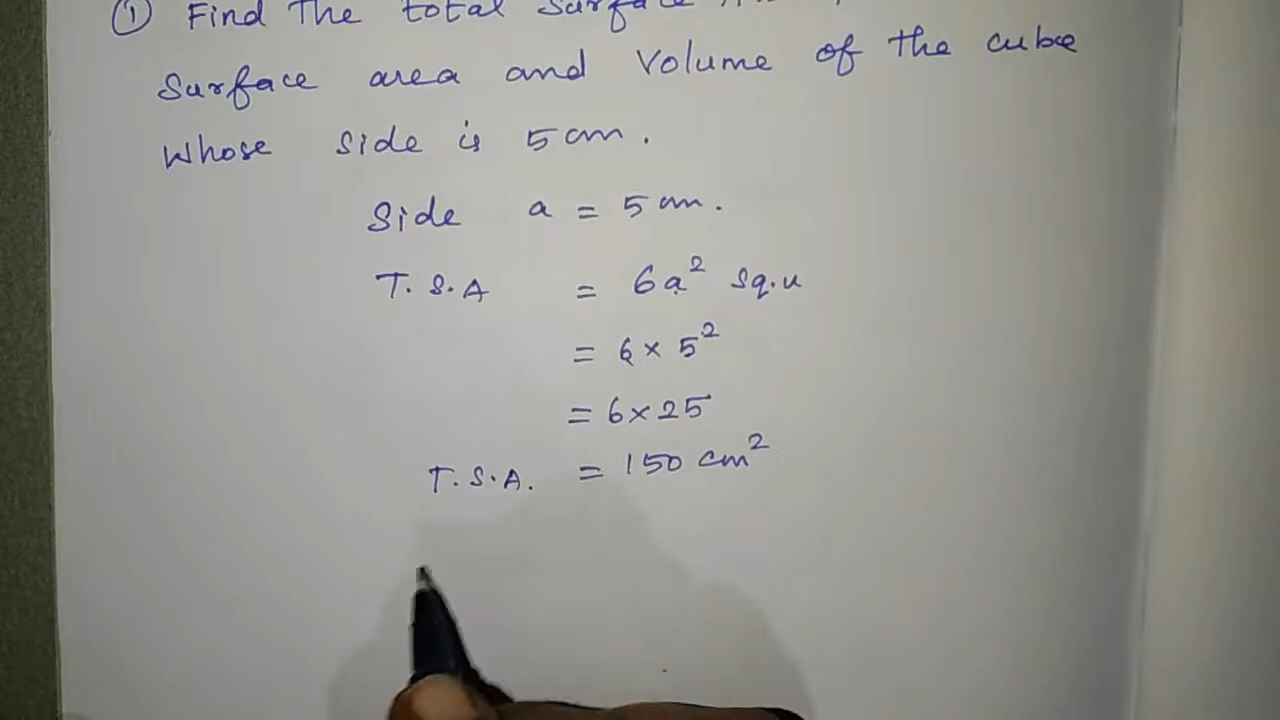 ① Find The total Surface
Surface area and Volume of the cube
Whose side is 5 cm.
Side a = 5 cm.
T.S.A = 6a² sq.u
= 6 × 5²
= 6 × 25
T.S.A. = 150 cm²